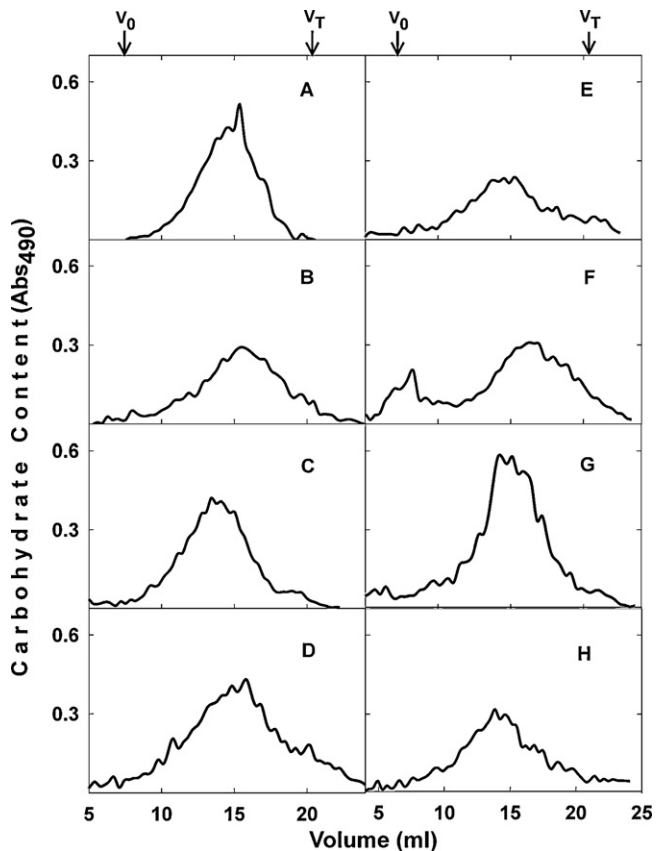 V0 VT V0 VT
0.6 A E
0.3
0.6 B F
0.3
0.6 C G
0.3
0.6 D H
0.3
5 10 15 20 5 10 15 20 25
Volume (ml)
Carbohydrate Content (Abs490)